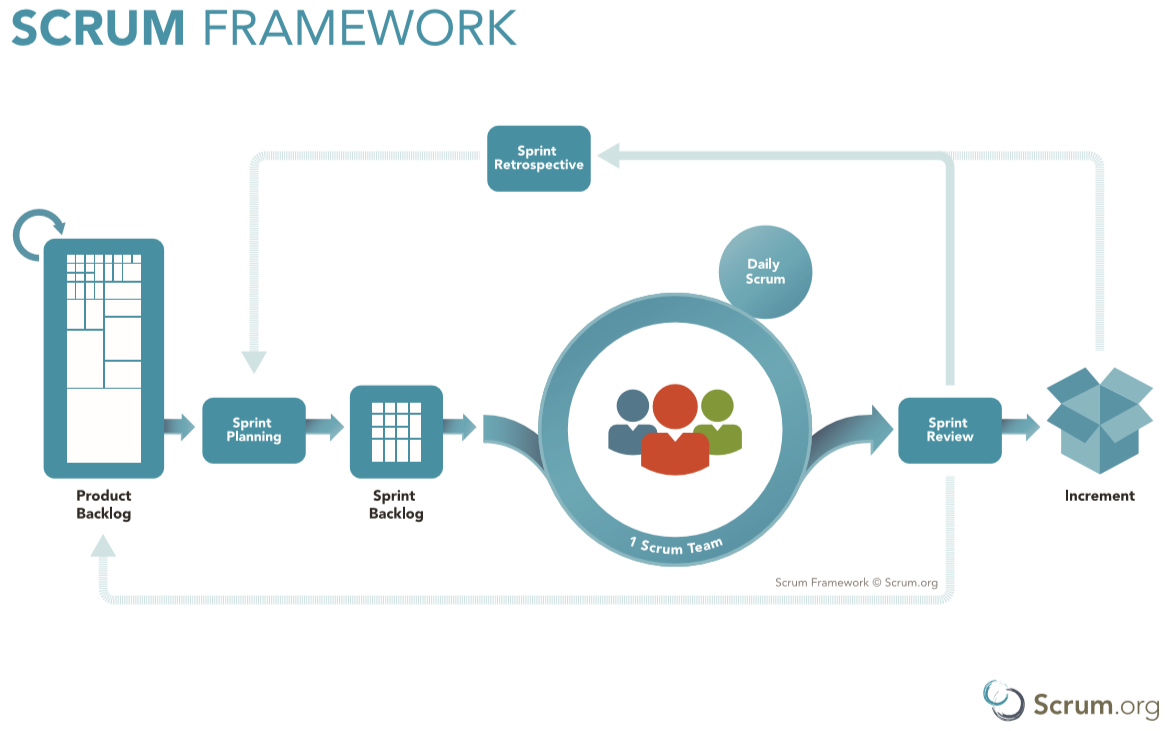 SCRUM FRAMEWORK
Sprint
Retrospective
Daily
Scrum
Sprint
Planning
Sprint
Review
Product
Backlog
Sprint
Backlog
Increment
1 Scrum Team
Scrum Framework © Scrum.org
Scrum.org